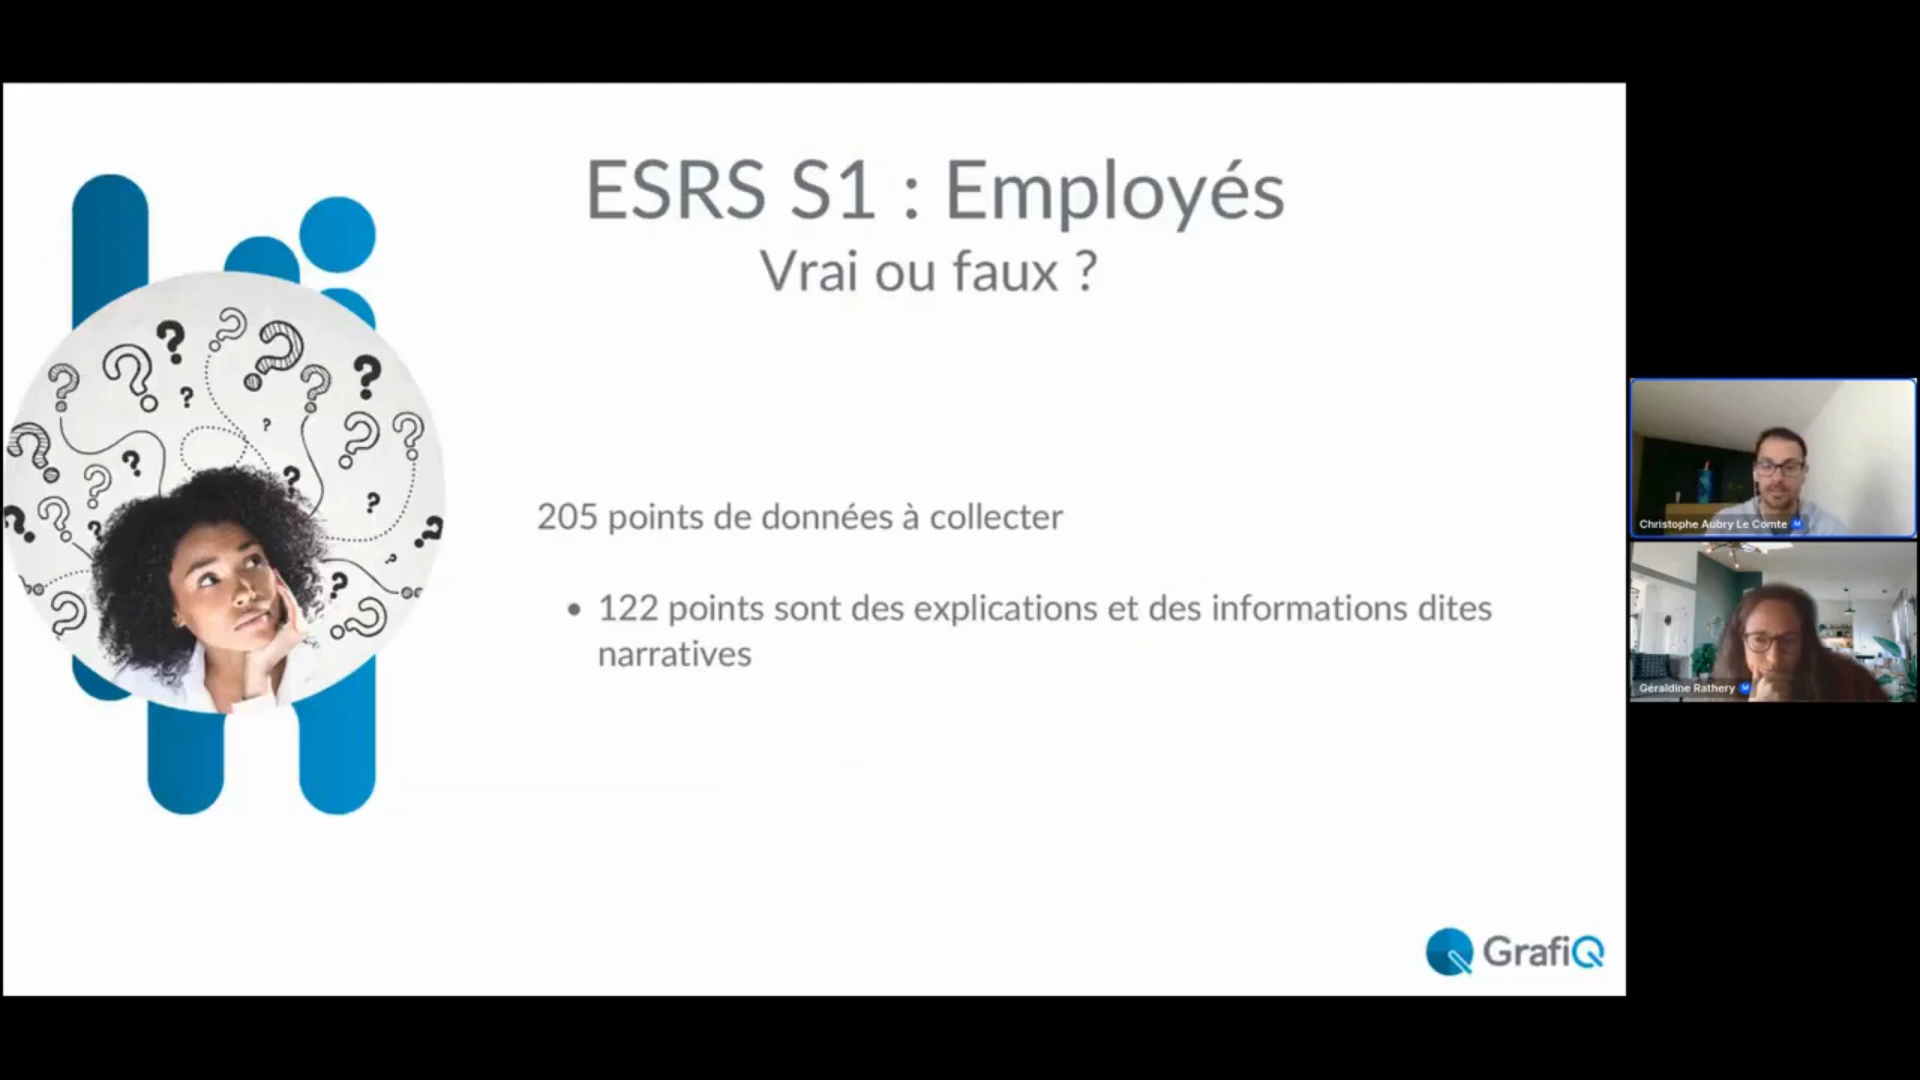 ESRS S1 : Employés
Vrai ou faux ?
205 points de données à collecter
• 122 points sont des explications et des informations dites
narratives
GrafiQ
Christophe Aubry Le Comte
Géraldine Rathery